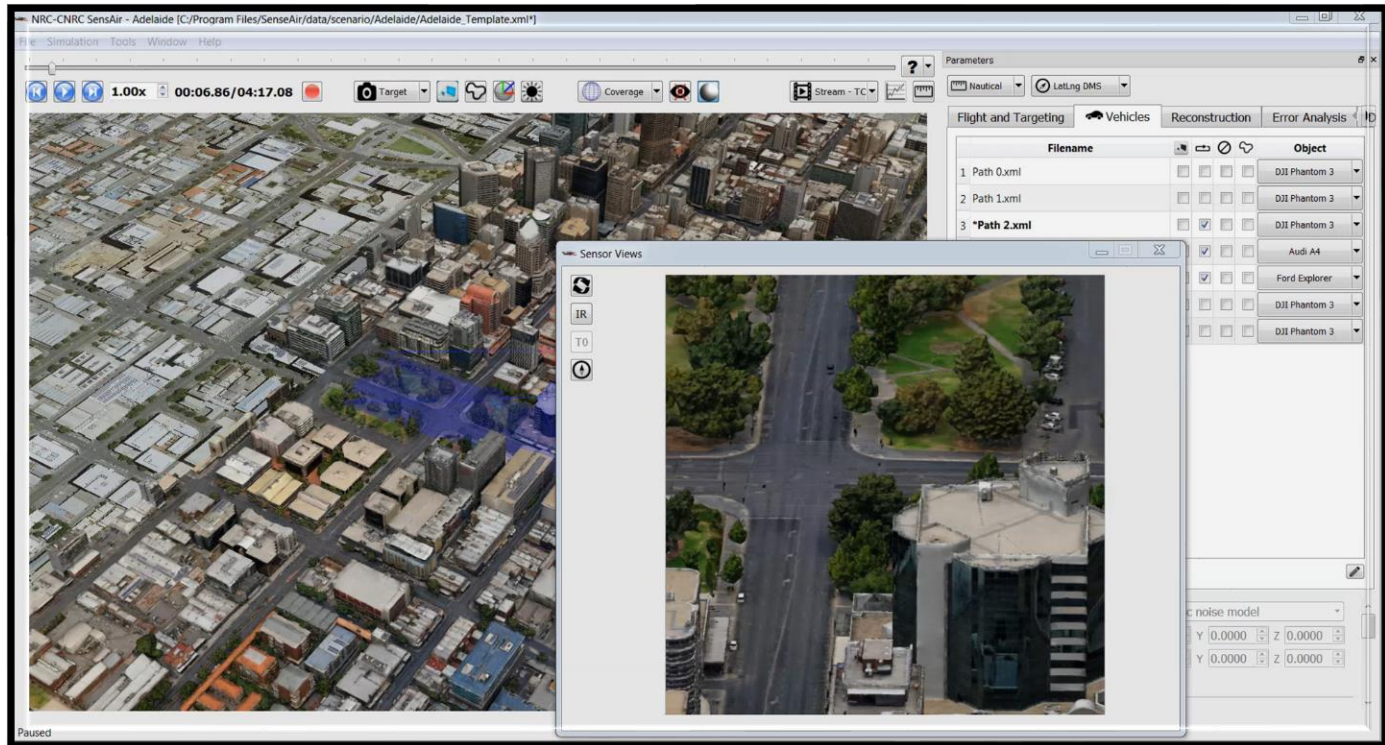 NRC-CNRC SensAir - Adelaide [C:/Program Files/SenseAir/data/scenario/Adelaide/Adelaide_Template.xml*]
File Simulation Tools Window Help
Parameters
?
1.00x 00:06.86/04:17.08 Target Coverage Stream - TC
Nautical LatLng DMS
Flight and Targeting Vehicles Reconstruction Error Analysis
Filename Object
1 Path 0.xml DJI Phantom 3
2 Path 1.xml DJI Phantom 3
3 *Path 2.xml DJI Phantom 3
Sensor Views
Audi A4
Ford Explorer
IR
DJI Phantom 3
T0
DJI Phantom 3
c noise model
Y 0.0000 Z 0.0000
Y 0.0000 Z 0.0000
Paused